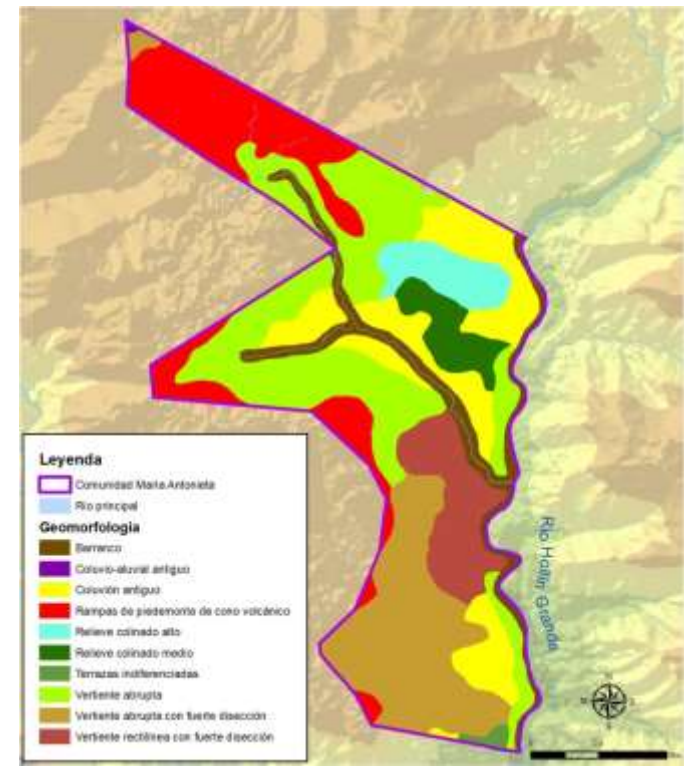 Leyenda
Comunidad María Antonieta
Río principal
Geomorfología
Barranco
Coluvio-aluvial antiguo
Coluvión antiguo
Rampas de piedemonte de cono volcánico
Relieve colinado alto
Relieve colinado medio
Terrazas indiferenciadas
Vertiente abrupta
Vertiente abrupta con fuerte disección
Vertiente rectilínea con fuerte disección
Río Hollín Grande